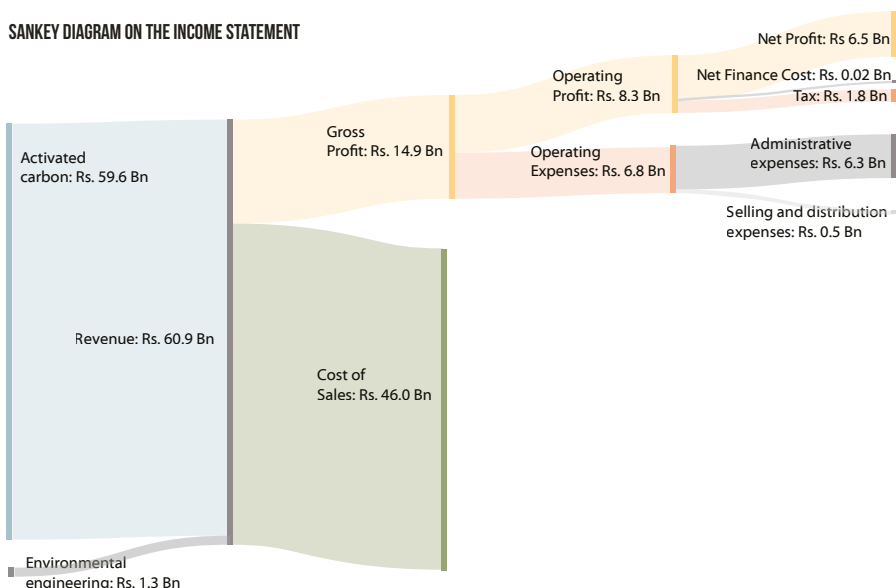 SANKEY DIAGRAM ON THE INCOME STATEMENT
Activated
carbon: Rs. 59.6 Bn
Revenue: Rs. 60.9 Bn
Environmental
engineering: Rs. 1.3 Bn
Gross
Profit: Rs. 14.9 Bn
Cost of
Sales: Rs. 46.0 Bn
Operating
Profit: Rs. 8.3 Bn
Operating
Expenses: Rs. 6.8 Bn
Net Profit: Rs 6.5 Bn
Net Finance Cost: Rs. 0.02 Bn
Tax: Rs. 1.8 Bn
Administrative
expenses: Rs. 6.3 Bn
Selling and distribution
expenses: Rs. 0.5 Bn